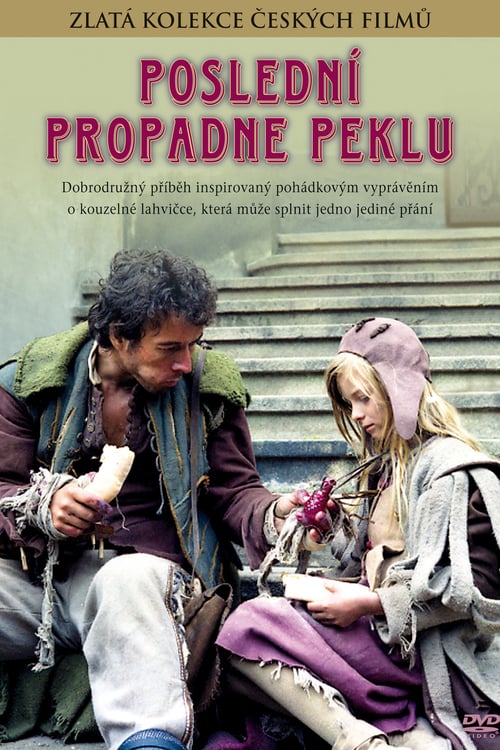 ZLATÁ KOLEKCE ČESKÝCH FILMŮ
POSLEDNÍ
PROPADNE PEKLU
Dobrodružný příběh inspirovaný pohádkovým vyprávěním
o kouzelné lahvičce, která může splnit jedno jediné přání
DVD
VIDEO